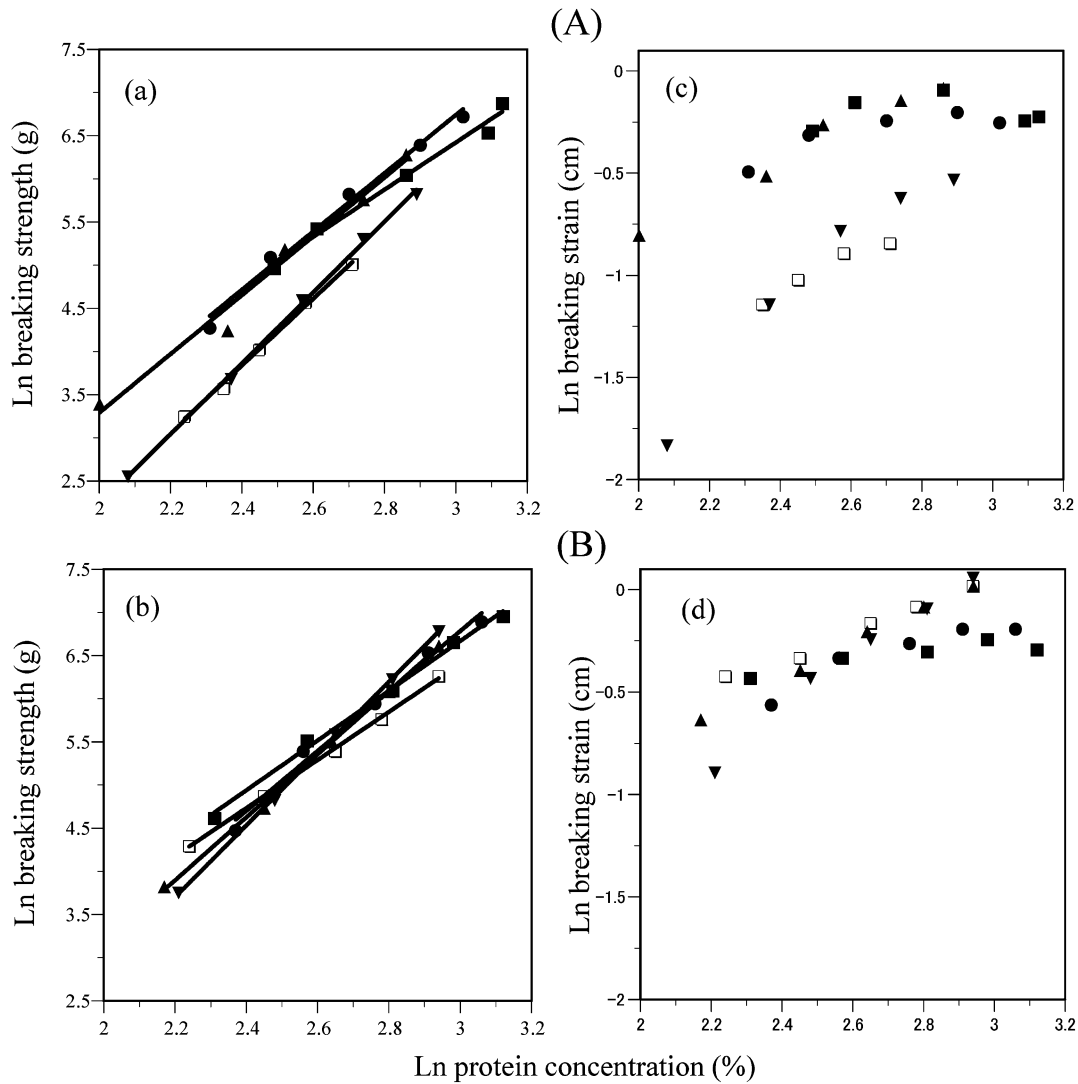 (A)
(a)
Ln breaking strength (g)
7.5
6.5
5.5
4.5
3.5
2.5
2 2.2 2.4 2.6 2.8 3 3.2
(c)
Ln breaking strain (cm)
0
−0.5
−1
−1.5
−2
2 2.2 2.4 2.6 2.8 3 3.2
(B)
(b)
Ln breaking strength (g)
7.5
6.5
5.5
4.5
3.5
2.5
2 2.2 2.4 2.6 2.8 3 3.2
(d)
Ln breaking strain (cm)
0
−0.5
−1
−1.5
−2
2 2.2 2.4 2.6 2.8 3 3.2
Ln protein concentration (%)